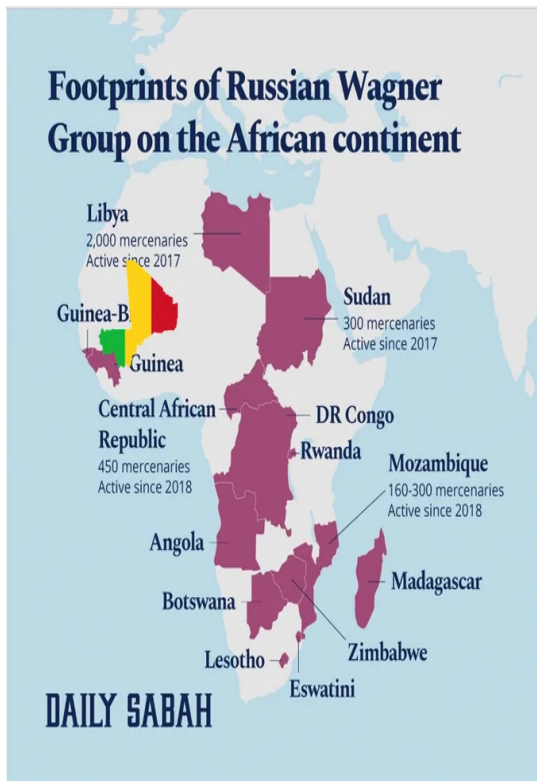 Footprints of Russian Wagner
Group on the African continent
Libya
2,000 mercenaries
Active since 2017
Guinea-B
Guinea
Sudan
300 mercenaries
Active since 2017
Central African
Republic
450 mercenaries
Active since 2018
DR Congo
Rwanda
Mozambique
160-300 mercenaries
Active since 2018
Angola
Madagascar
Botswana
Zimbabwe
Lesotho
Eswatini
DAILY SABAH